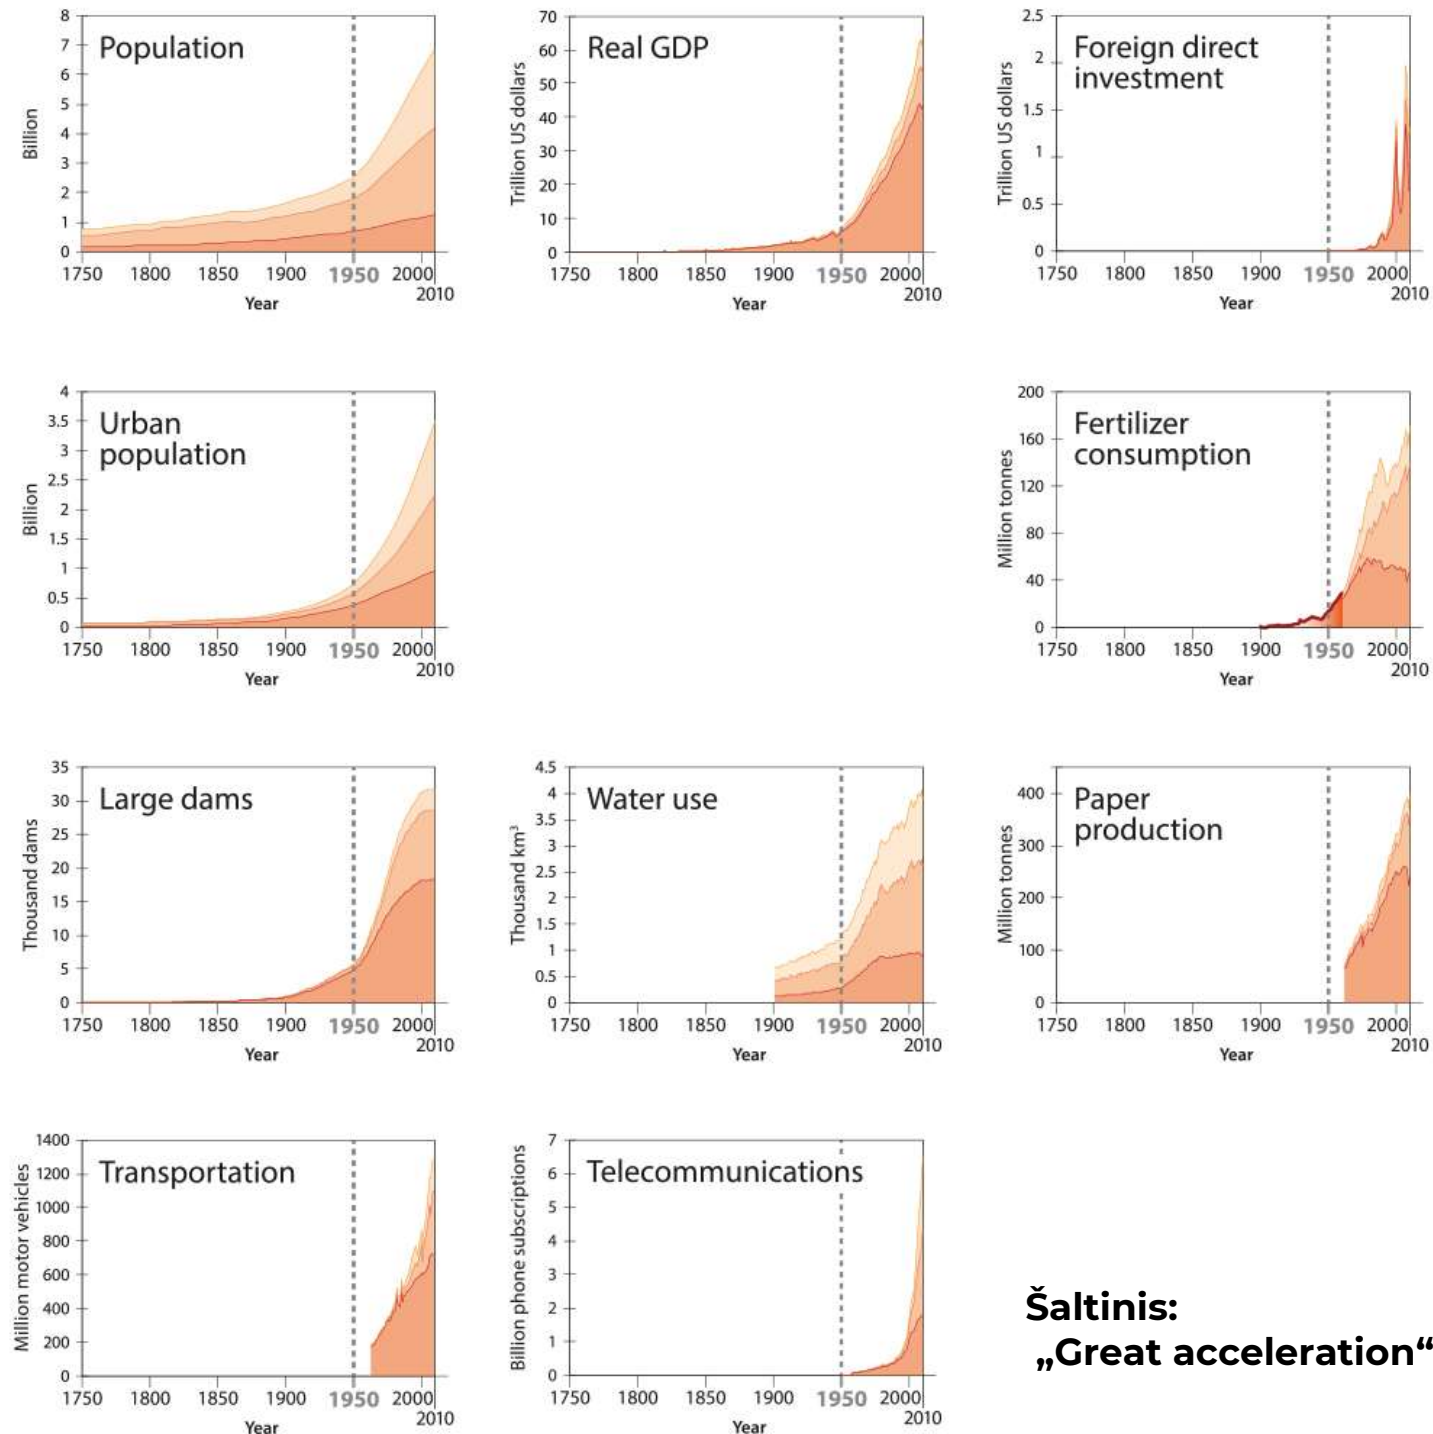 Population
Billion
8
7
6
5
4
3
2
1
0
1750 1800 1850 1900 1950 2000
2010
Year
Real GDP
Trillion US dollars
70
60
50
40
30
20
10
0
1750 1800 1850 1900 1950 2000
2010
Year
Foreign direct
investment
Trillion US dollars
2.5
2
1.5
1
0.5
0
1750 1800 1850 1900 1950 2000
2010
Year
Urban
population
Billion
4
3.5
3
2.5
2
1.5
1
0.5
0
1750 1800 1850 1900 1950 2000
2010
Year
Fertilizer
consumption
Million tonnes
200
160
120
80
40
0
1750 1800 1850 1900 1950 2000
2010
Year
Large dams
Thousand dams
35
30
25
20
15
10
5
0
1750 1800 1850 1900 1950 2000
2010
Year
Water use
Thousand km³
4.5
4
3.5
3
2.5
2
1.5
1
0.5
0
1750 1800 1850 1900 1950 2000
2010
Year
Paper
production
Million tonnes
400
300
200
100
0
1750 1800 1850 1900 1950 2000
2010
Year
Transportation
Million motor vehicles
1400
1200
1000
800
600
400
200
0
1750 1800 1850 1900 1950 2000
2010
Year
Telecommunications
Billion phone subscriptions
7
6
5
4
3
2
1
0
1750 1800 1850 1900 1950 2000
2010
Year
Šaltinis:
„Great acceleration“